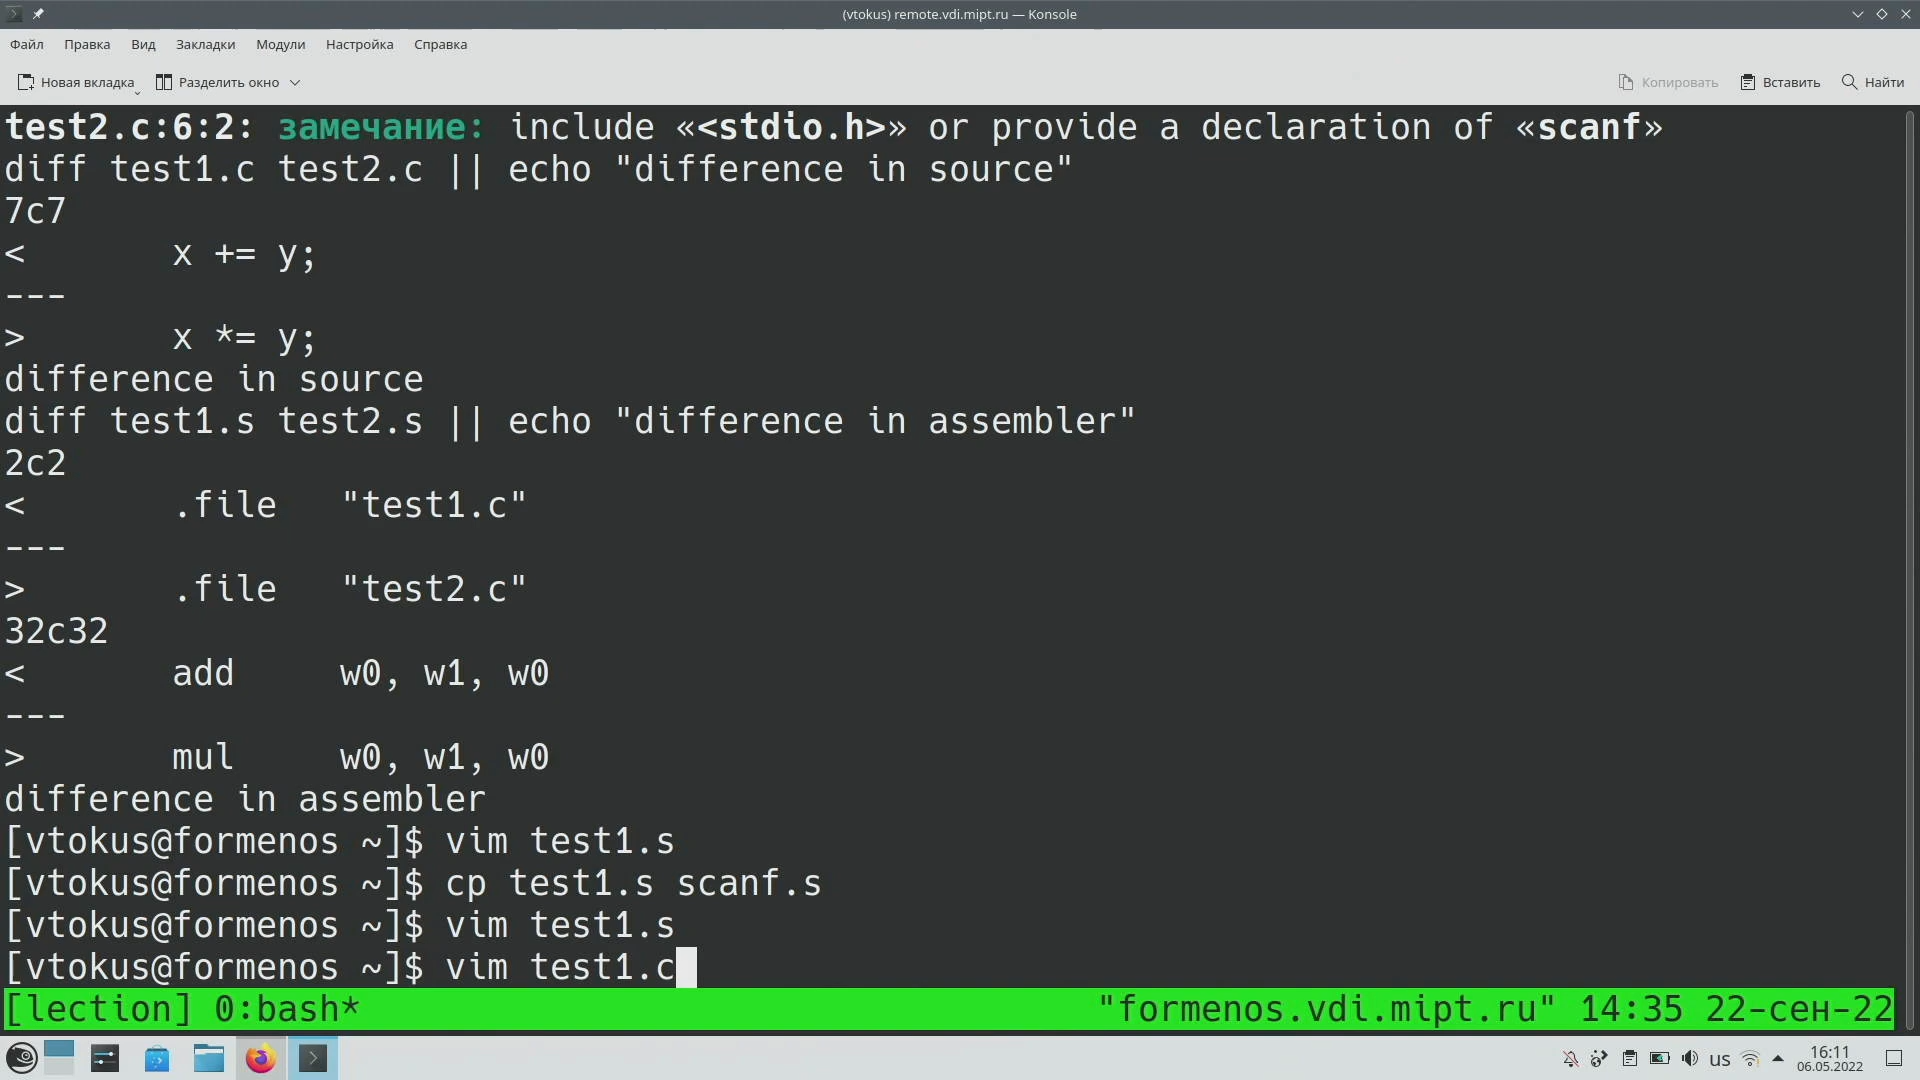 (vtokus) remote.vdi.mipt.ru — Konsole
Файл Правка Вид Закладки Модули Настройка Справка
Новая вкладка Разделить окно Копировать Вставить Найти
test2.c:6:2: замечание: include «<stdio.h>» or provide a declaration of «scanf»
diff test1.c test2.c || echo "difference in source"
7c7
< x += y;
---
> x *= y;
difference in source
diff test1.s test2.s || echo "difference in assembler"
2c2
< .file "test1.c"
---
> .file "test2.c"
32c32
< add w0, w1, w0
---
> mul w0, w1, w0
difference in assembler
[vtokus@formenos ~]$ vim test1.s
[vtokus@formenos ~]$ cp test1.s scanf.s
[vtokus@formenos ~]$ vim test1.s
[vtokus@formenos ~]$ vim test1.c
[lection] 0:bash* "formenos.vdi.mipt.ru" 14:35 22-сен-22
us 16:11
06.05.2022